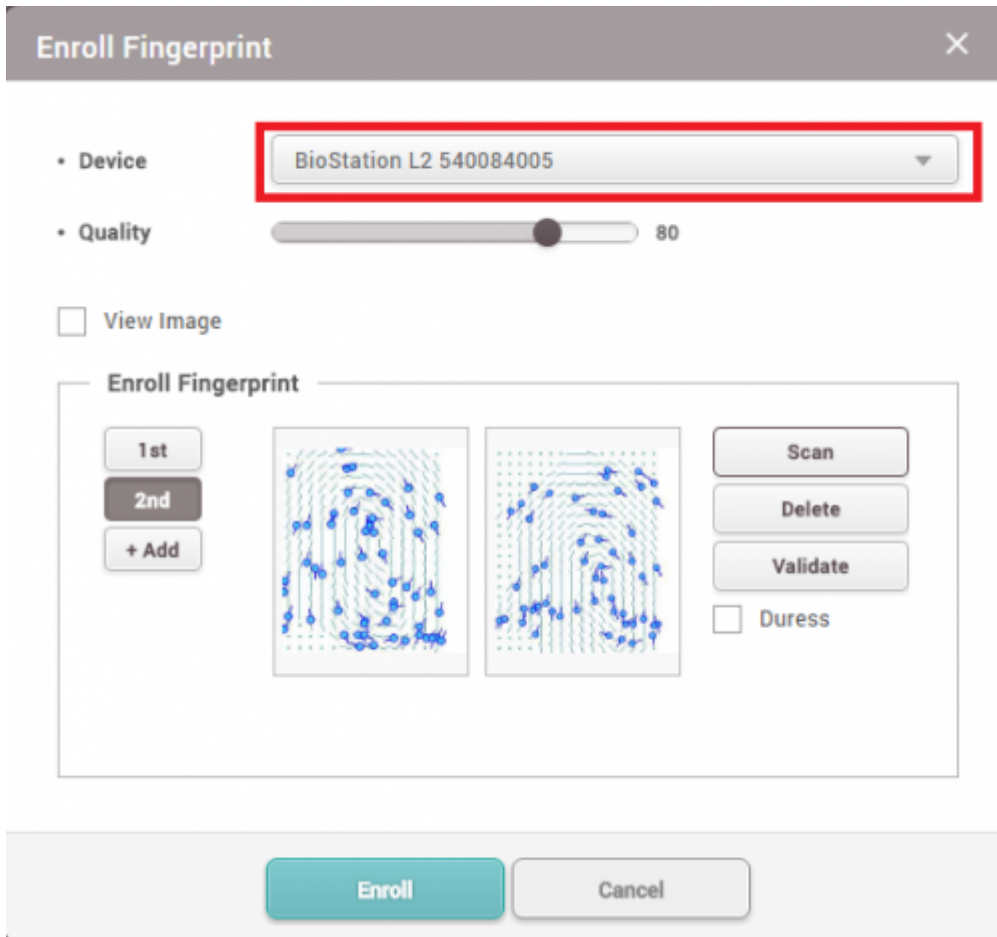 Enroll Fingerprint
• Device
BioStation L2 540084005
• Quality
80
View Image
Enroll Fingerprint
1st
2nd
+ Add
Scan
Delete
Validate
Duress
Enroll
Cancel